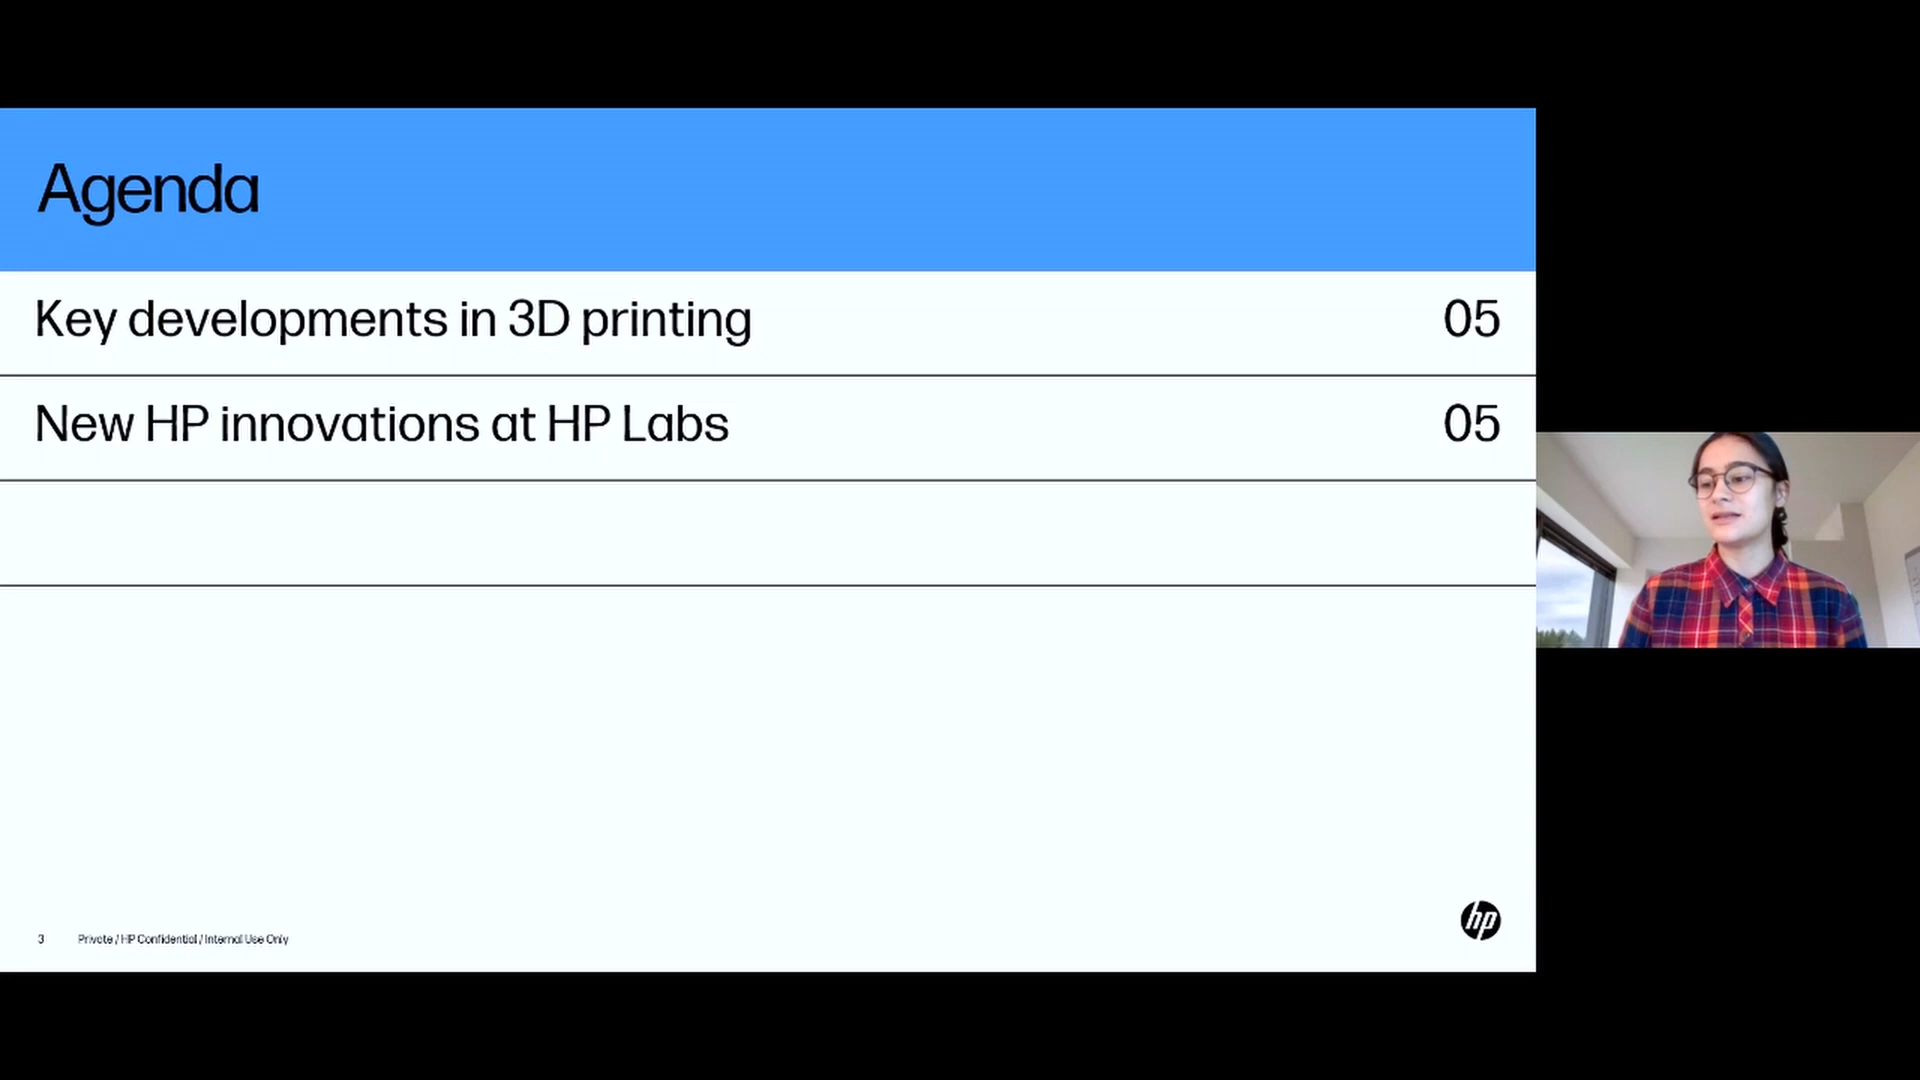 Agenda
Key developments in 3D printing 05
New HP innovations at HP Labs 05
3 Private / HP Confidential / Internal Use Only
hp